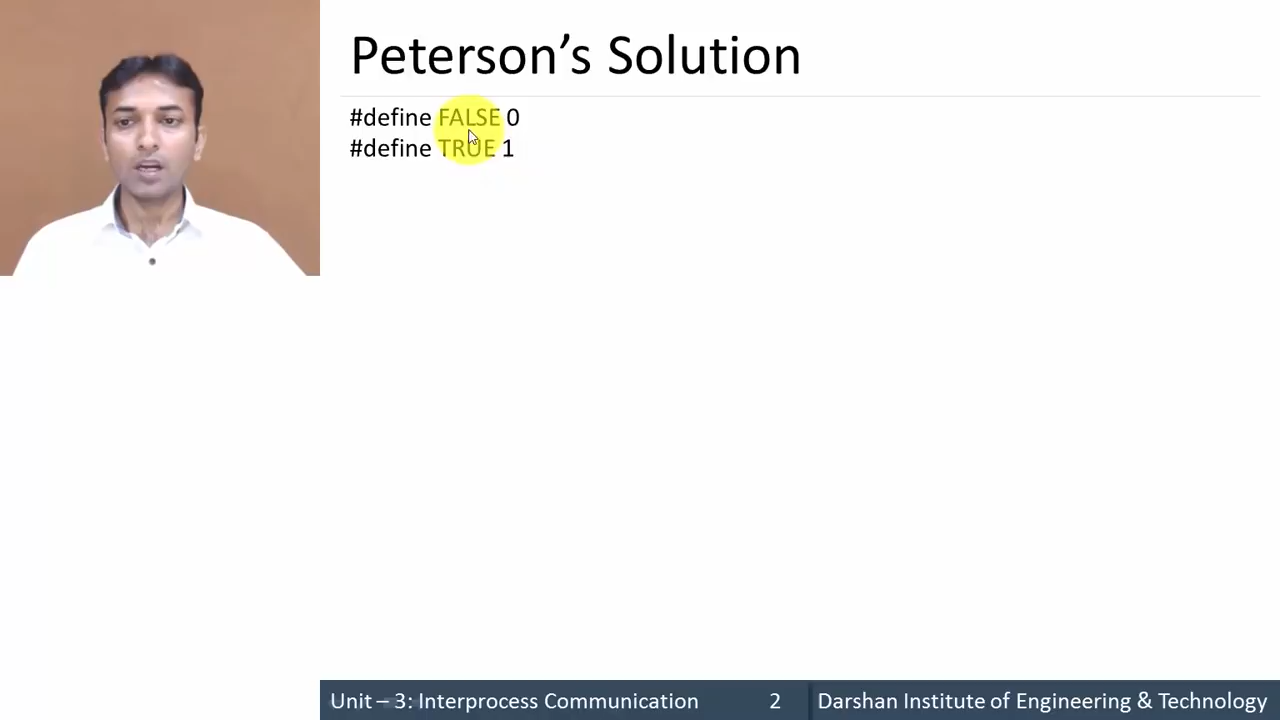 Peterson’s Solution
#define FALSE 0
#define TRUE 1
Unit – 3: Interprocess Communication 2 Darshan Institute of Engineering & Technology